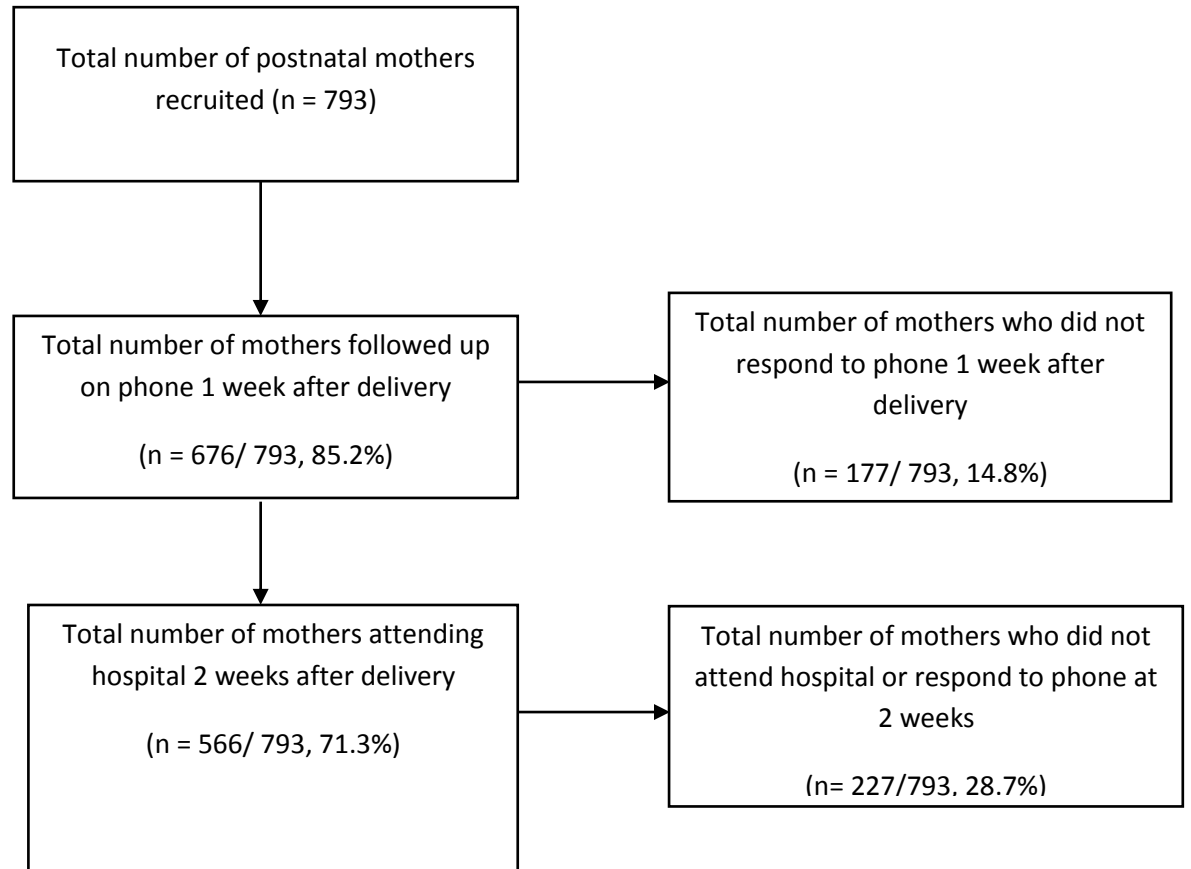 Total number of postnatal mothers
recruited (n = 793)
Total number of mothers followed up
on phone 1 week after delivery
(n = 676/ 793, 85.2%)
Total number of mothers who did not
respond to phone 1 week after
delivery
(n = 177/ 793, 14.8%)
Total number of mothers attending
hospital 2 weeks after delivery
(n = 566/ 793, 71.3%)
Total number of mothers who did not
attend hospital or respond to phone at
2 weeks
(n= 227/793, 28.7%)